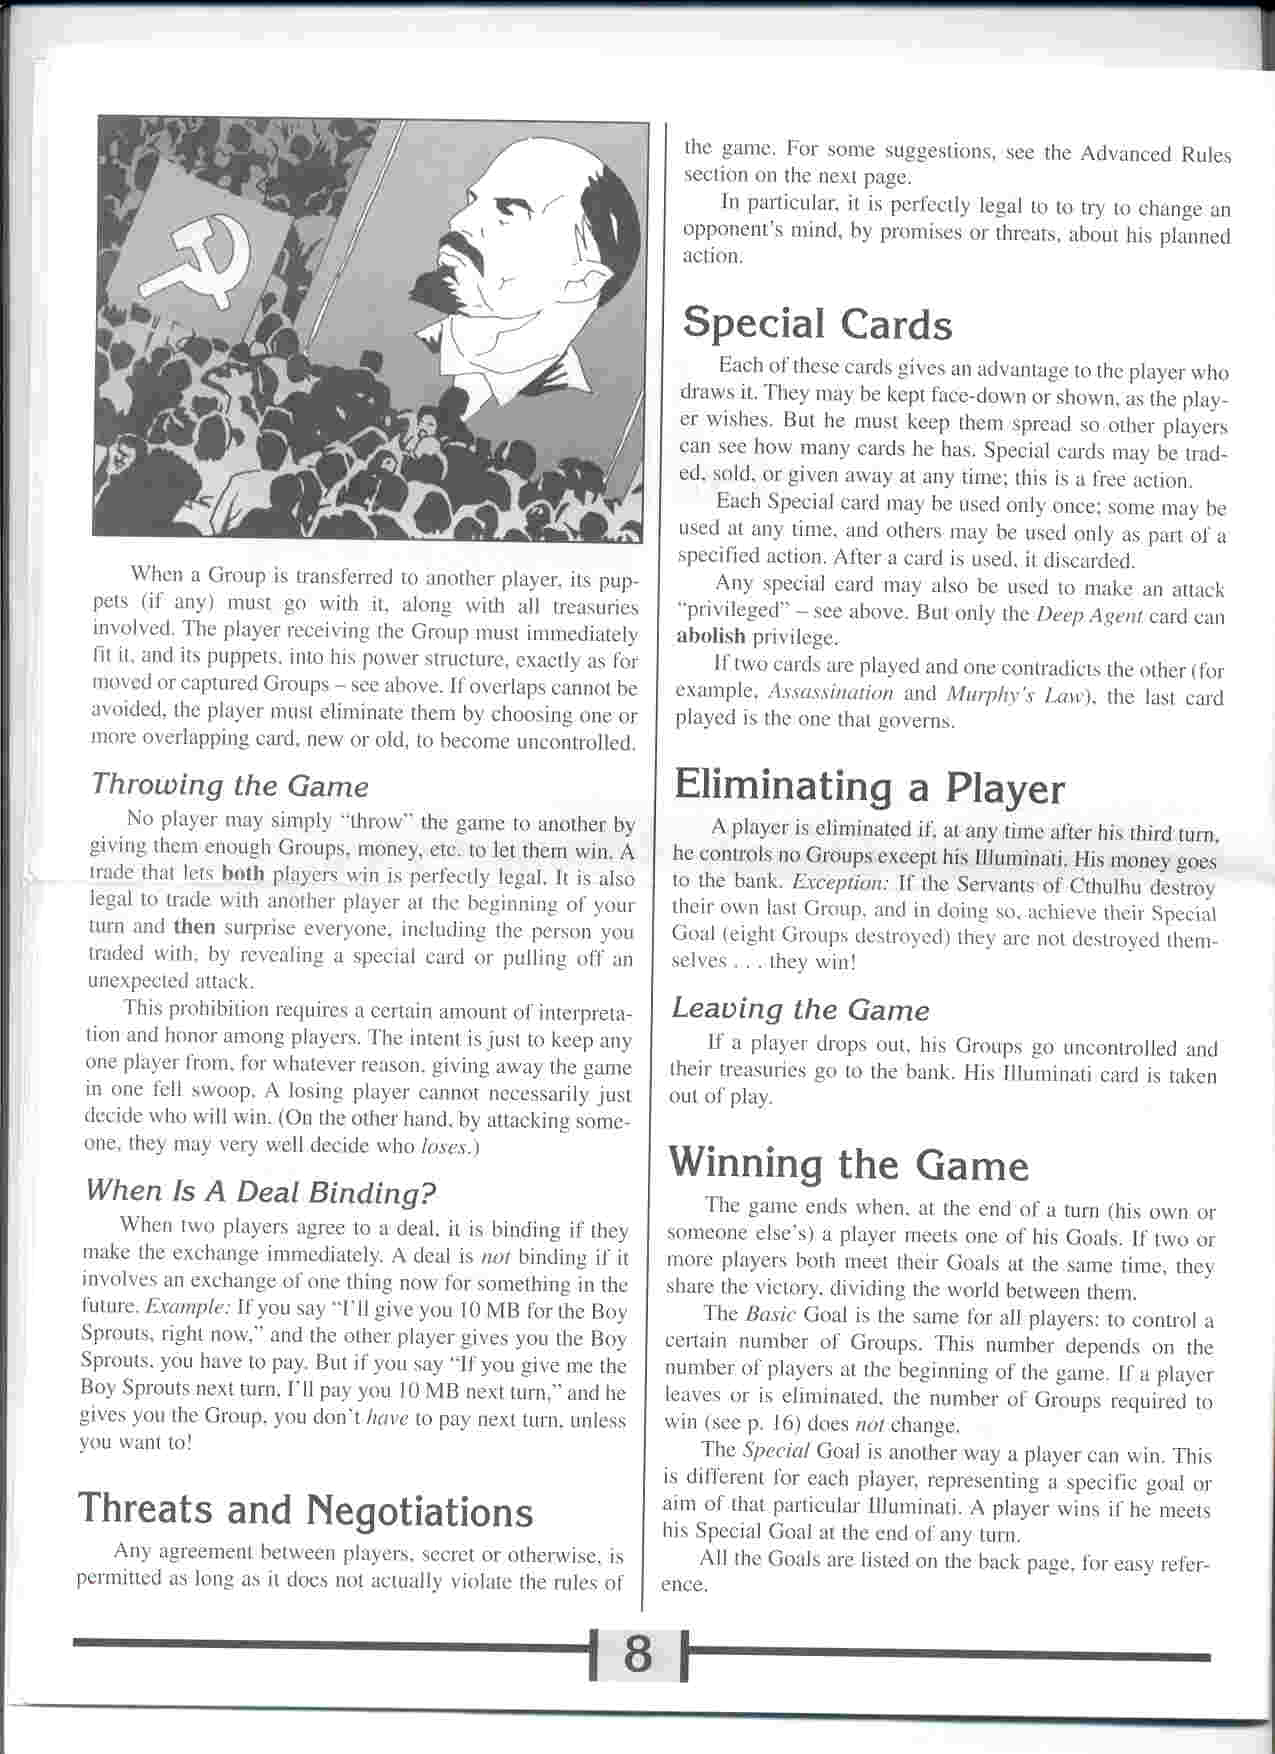 When a Group is transferred to another player, its pup-
pets (if any) must go with it, along with all treasuries
involved. The player receiving the Group must immediately
fit it, and its puppets, into his power structure, exactly as for
moved or captured Groups – see above. If overlaps cannot be
avoided, the player must eliminate them by choosing one or
more overlapping card, new or old, to become uncontrolled.
Throwing the Game
No player may simply “throw” the game to another by
giving them enough Groups, money, etc. to let them win. A
trade that lets both players win is perfectly legal. It is also
legal to trade with another player at the beginning of your
turn and then surprise everyone, including the person you
traded with, by revealing a special card or pulling off an
unexpected attack.
This prohibition requires a certain amount of interpreta-
tion and honor among players. The intent is just to keep any
one player from, for whatever reason, giving away the game
in one fell swoop. A losing player cannot necessarily just
decide who will win. (On the other hand, by attacking some-
one, they may very well decide who loses.)
When Is A Deal Binding?
When two players agree to a deal, it is binding if they
make the exchange immediately. A deal is not binding if it
involves an exchange of one thing now for something in the
future. Example: If you say “I’ll give you 10 MB for the Boy
Sprouts, right now,” and the other player gives you the Boy
Sprouts, you have to pay. But if you say “If you give me the
Boy Sprouts next turn, I’ll pay you 10 MB next turn,” and he
gives you the Group, you don’t have to pay next turn, unless
you want to!
Threats and Negotiations
Any agreement between players, secret or otherwise, is
permitted as long as it does not actually violate the rules of
the game. For some suggestions, see the Advanced Rules
section on the next page.
In particular, it is perfectly legal to to try to change an
opponent’s mind, by promises or threats, about his planned
action.
Special Cards
Each of these cards gives an advantage to the player who
draws it. They may be kept face-down or shown, as the play-
er wishes. But he must keep them spread so other players
can see how many cards he has. Special cards may be trad-
ed, sold, or given away at any time; this is a free action.
Each Special card may be used only once; some may be
used at any time, and others may be used only as part of a
specified action. After a card is used, it discarded.
Any special card may also be used to make an attack
“privileged” – see above. But only the Deep Agent card can
abolish privilege.
If two cards are played and one contradicts the other (for
example, Assassination and Murphy’s Law), the last card
played is the one that governs.
Eliminating a Player
A player is eliminated if, at any time after his third turn,
he controls no Groups except his Illuminati. His money goes
to the bank. Exception: If the Servants of Cthulhu destroy
their own last Group, and in doing so, achieve their Special
Goal (eight Groups destroyed) they are not destroyed them-
selves . . . they win!
Leaving the Game
If a player drops out, his Groups go uncontrolled and
their treasuries go to the bank. His Illuminati card is taken
out of play.
Winning the Game
The game ends when, at the end of a turn (his own or
someone else’s) a player meets one of his Goals. If two or
more players both meet their Goals at the same time, they
share the victory, dividing the world between them.
The Basic Goal is the same for all players: to control a
certain number of Groups. This number depends on the
number of players at the beginning of the game. If a player
leaves or is eliminated, the number of Groups required to
win (see p. 16) does not change.
The Special Goal is another way a player can win. This
is different for each player, representing a specific goal or
aim of that particular Illuminati. A player wins if he meets
his Special Goal at the end of any turn.
All the Goals are listed on the back page, for easy refer-
ence.
8